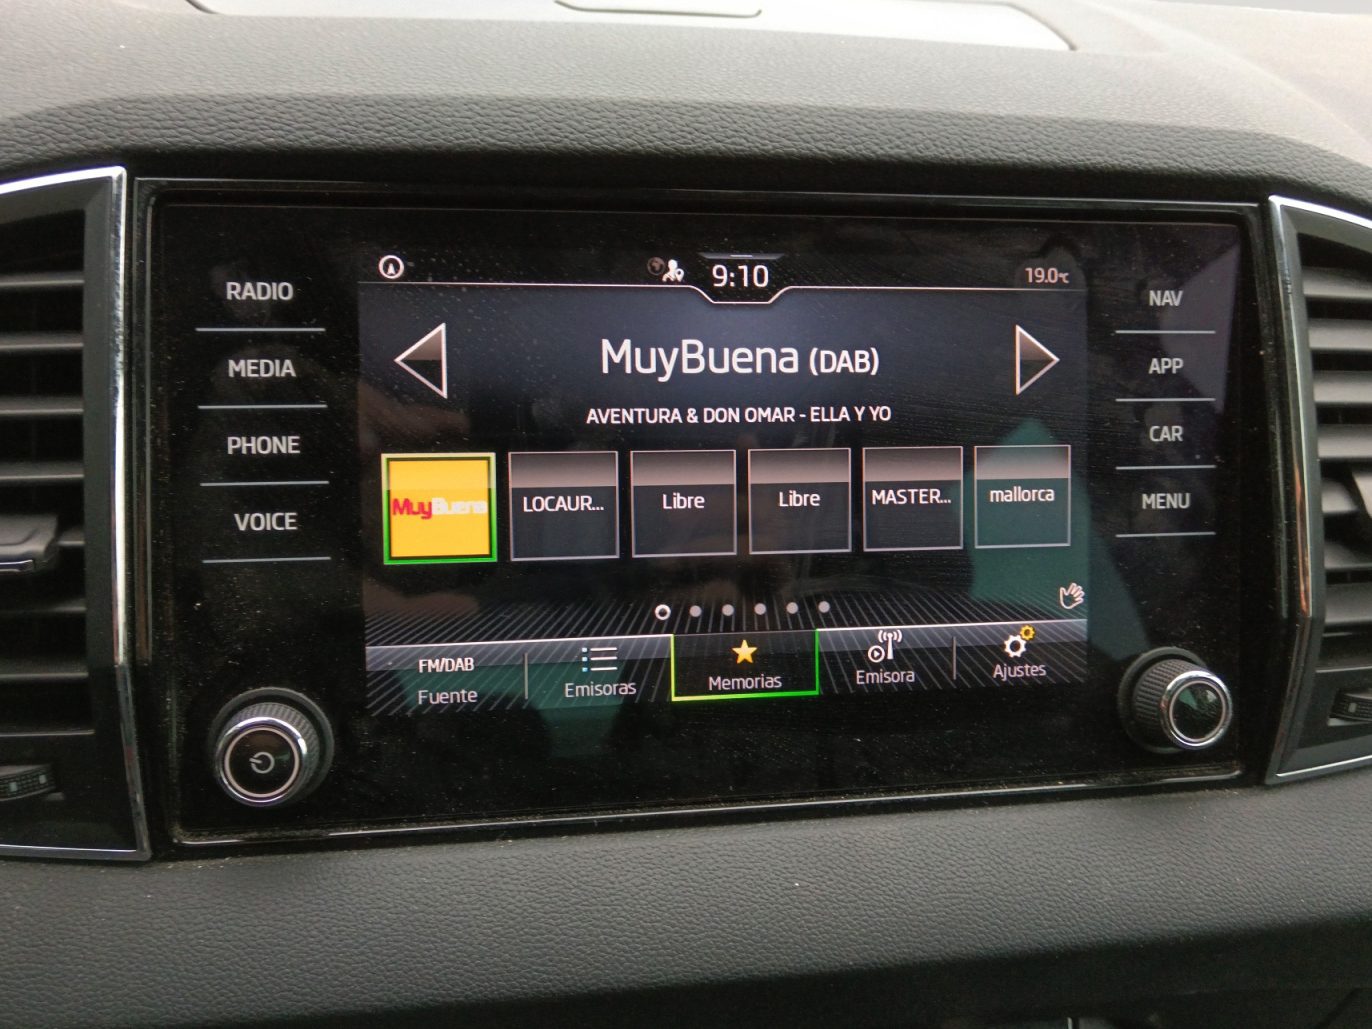 RADIO
MEDIA
PHONE
VOICE
9:10
19.0°C
MuyBuena (DAB)
AVENTURA & DON OMAR - ELLA Y YO
MuyBuena
LOCAUR...
Libre
Libre
MASTER...
mallorca
FM/DAB
Fuente
Emisoras
Memorias
Emisora
Ajustes
NAV
APP
CAR
MENU